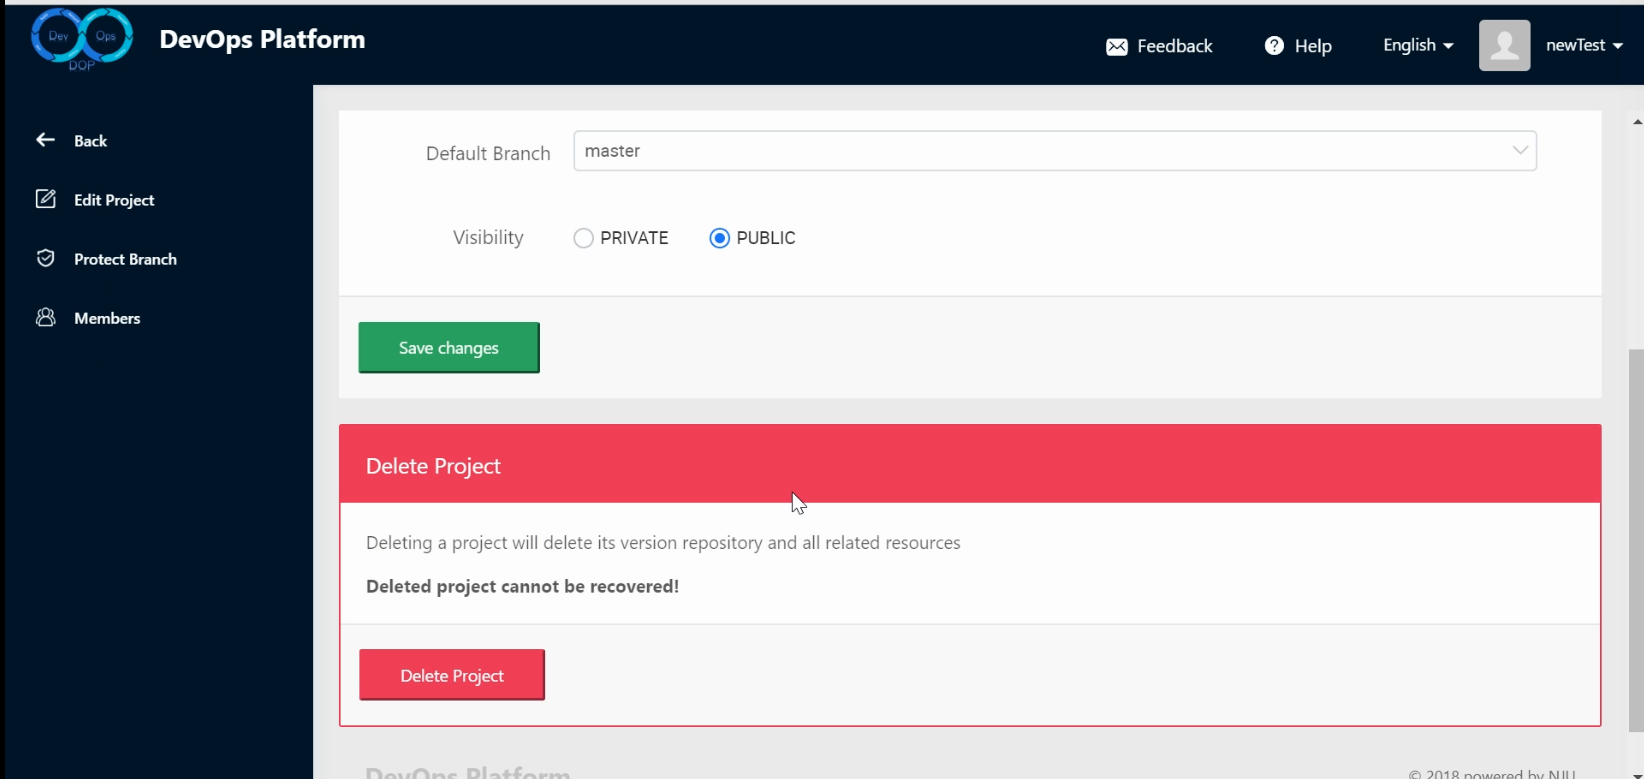 Dev Ops
DOP
DevOps Platform
Feedback
Help
English
newTest
Back
Edit Project
Protect Branch
Members
Default Branch
master
Visibility
PRIVATE
PUBLIC
Save changes
Delete Project
Deleting a project will delete its version repository and all related resources
Deleted project cannot be recovered!
Delete Project
DevOps Platform
© 2018 powered by NJU